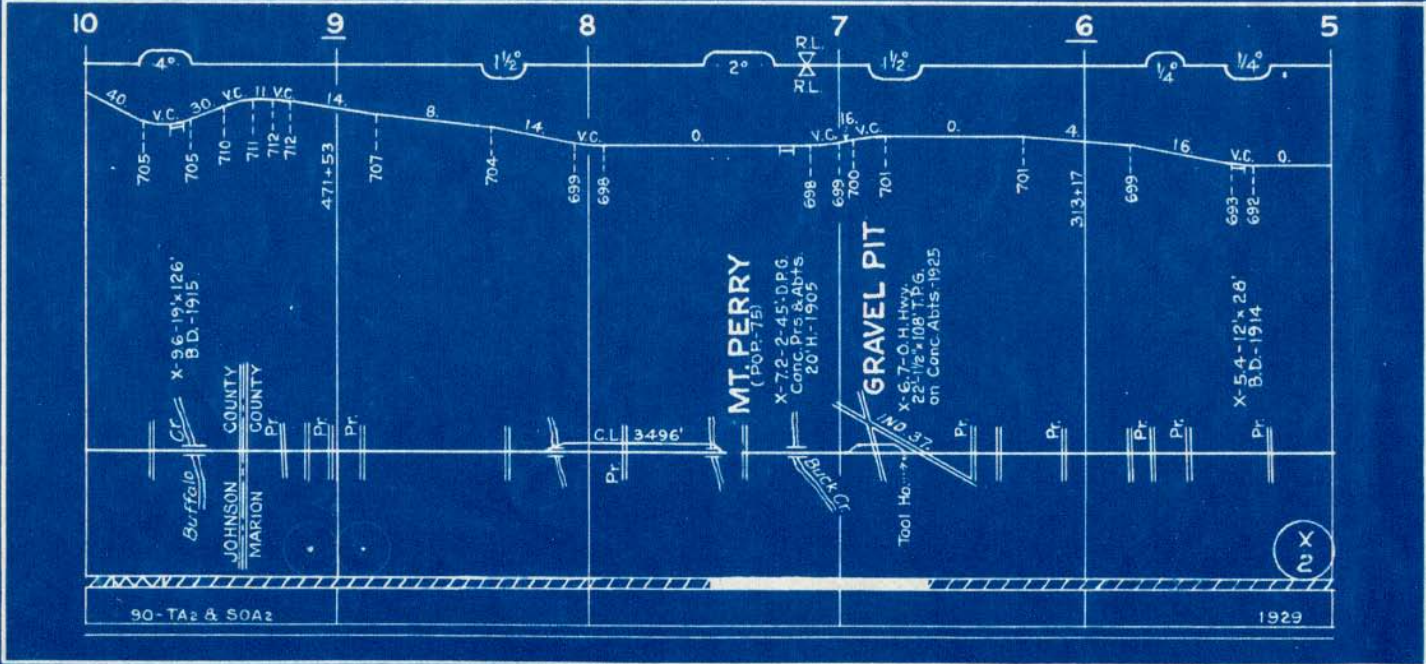 10 9 8 7 6 5
4° 1½° 2° R.L. R.L. 1½° ¼° ¼°
40. V.C. 30. V.C. 11 V.C. 14. 8. 14. V.C. 0. V.C. 16. V.C. 0. 4. 16. V.C. 0.
705 705 710 711 712 712 471+53 707 704 699 698 698 699 700 701 701 313+17 699 693 692
X-9.6-19'x126'
B.D.-1915
MT. PERRY
(POP.-75)
X-7.2-2-45'-D.P.G.
Conc. Prs & Abts.
20' H.-1905
GRAVEL PIT
X-6.7-O.H. Hwy.
22'-1½"x108' T.P.G.
on Conc. Abts.-1925
X-5.4-12'x28'
B.D.-1914
Buffalo Cr.
JOHNSON COUNTY
MARION COUNTY
Pr. Pr. Pr.
C.L. 3496'
Pr.
Buck Cr.
IND 37.
Tool Ho.
Pr. Pr. Pr. Pr. Pr. Pr.
X
2
90-TA2 & SOA2
1929